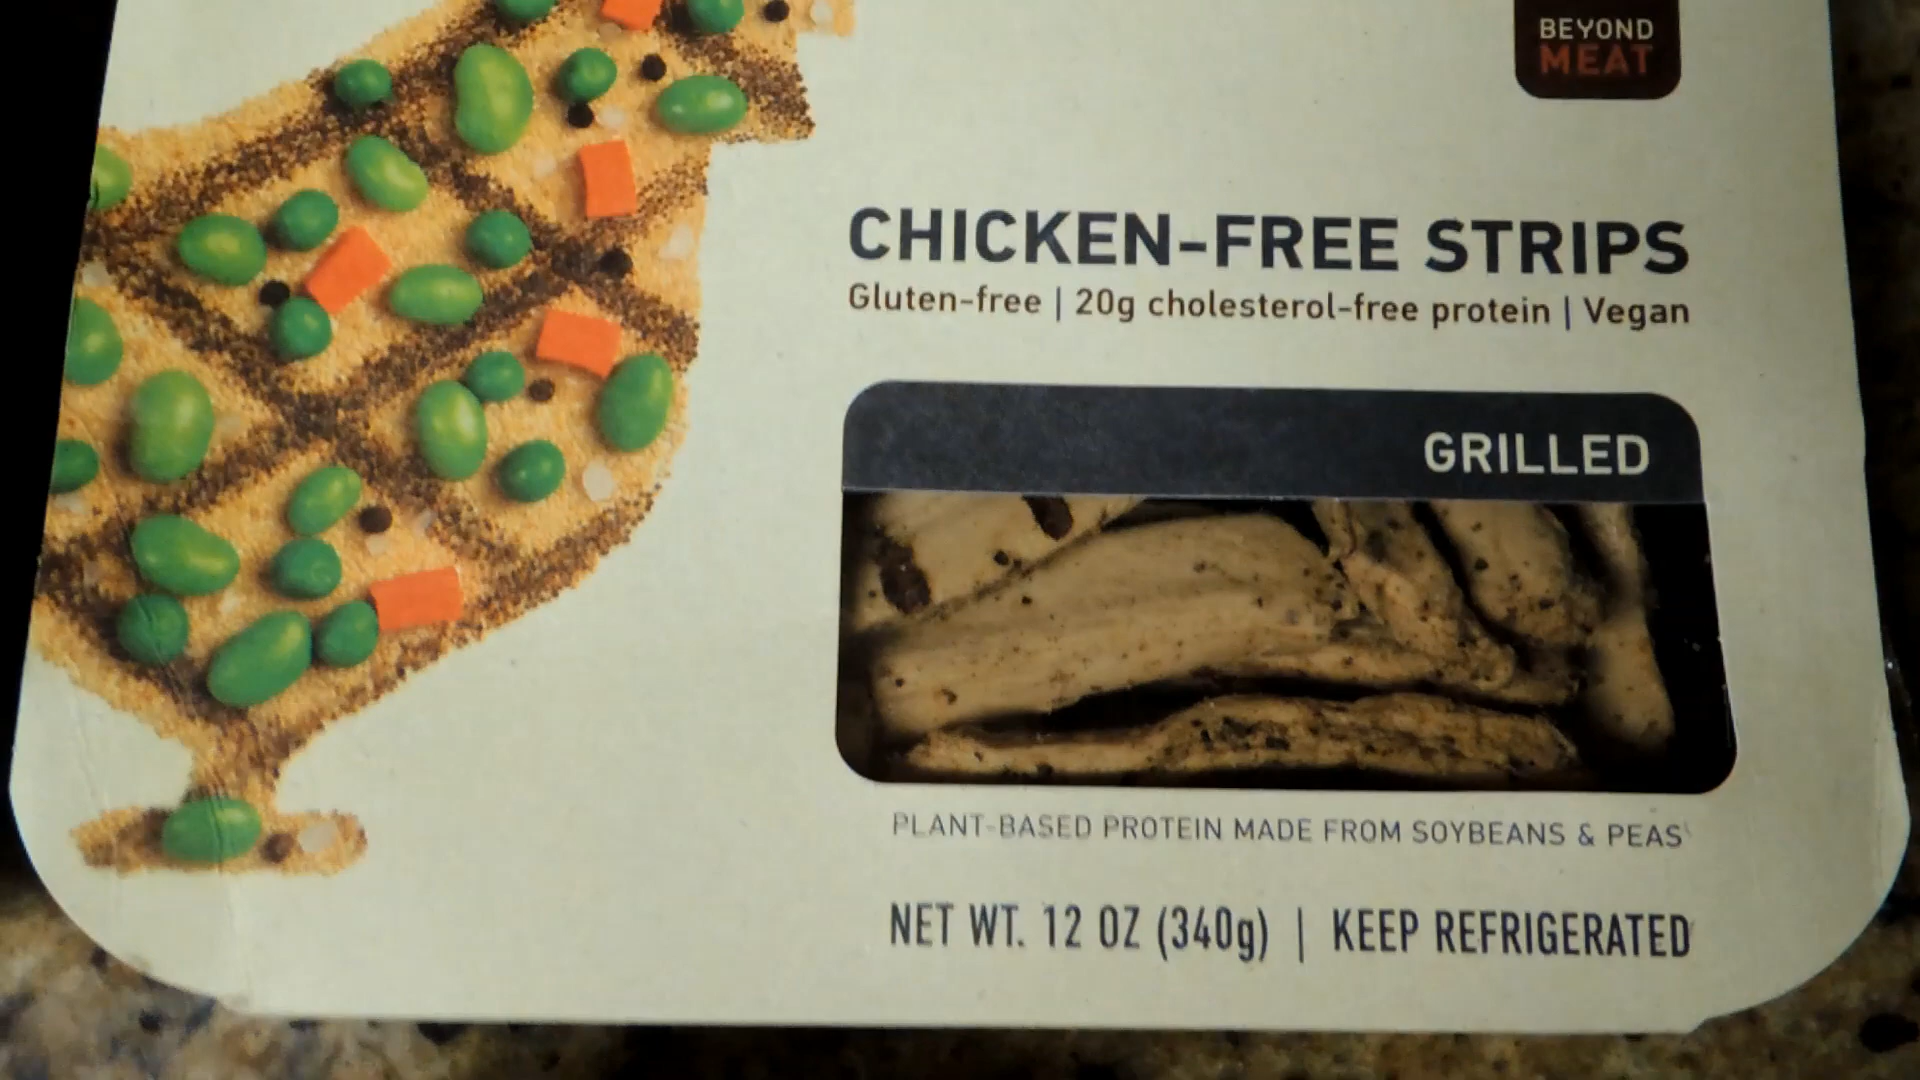 BEYOND
MEAT
CHICKEN-FREE STRIPS
Gluten-free | 20g cholesterol-free protein | Vegan
GRILLED
PLANT-BASED PROTEIN MADE FROM SOYBEANS & PEAS
NET WT. 12 OZ (340g) | KEEP REFRIGERATED